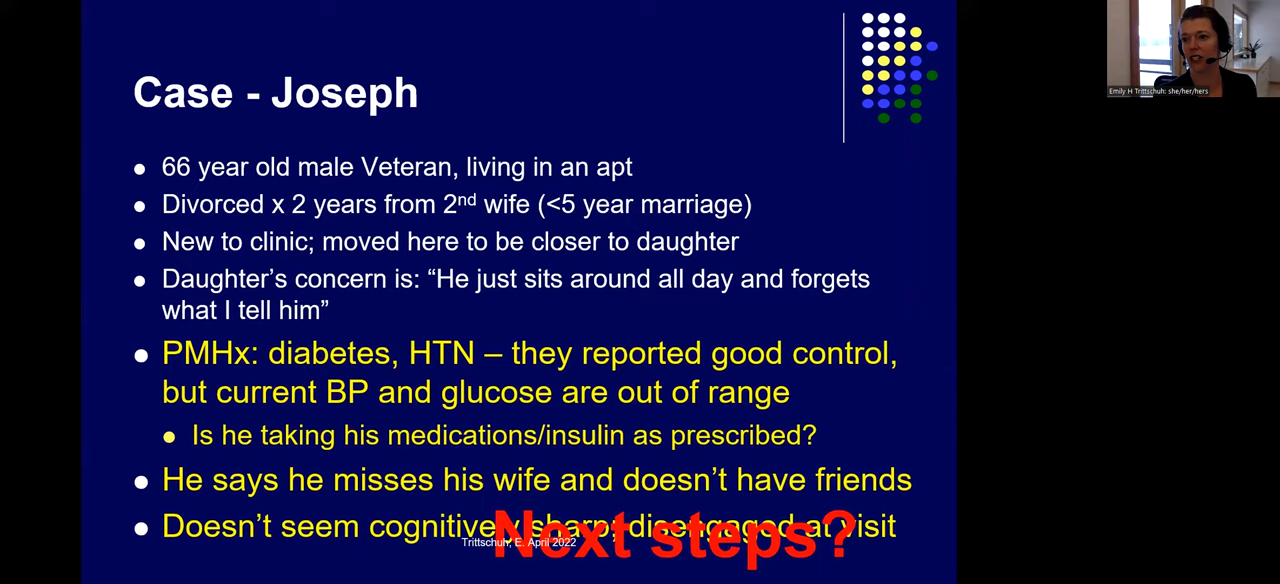 Case - Joseph
Emily H Trittschuh: she/her/hers
66 year old male Veteran, living in an apt
Divorced x 2 years from 2nd wife (<5 year marriage)
New to clinic; moved here to be closer to daughter
Daughter's concern is: “He just sits around all day and forgets
what I tell him”
PMHx: diabetes, HTN – they reported good control,
but current BP and glucose are out of range
Is he taking his medications/insulin as prescribed?
He says he misses his wife and doesn't have friends
Doesn't seem cognitively sharp; disengaged at visit
Next steps?
Trittschuh, E. April 2022